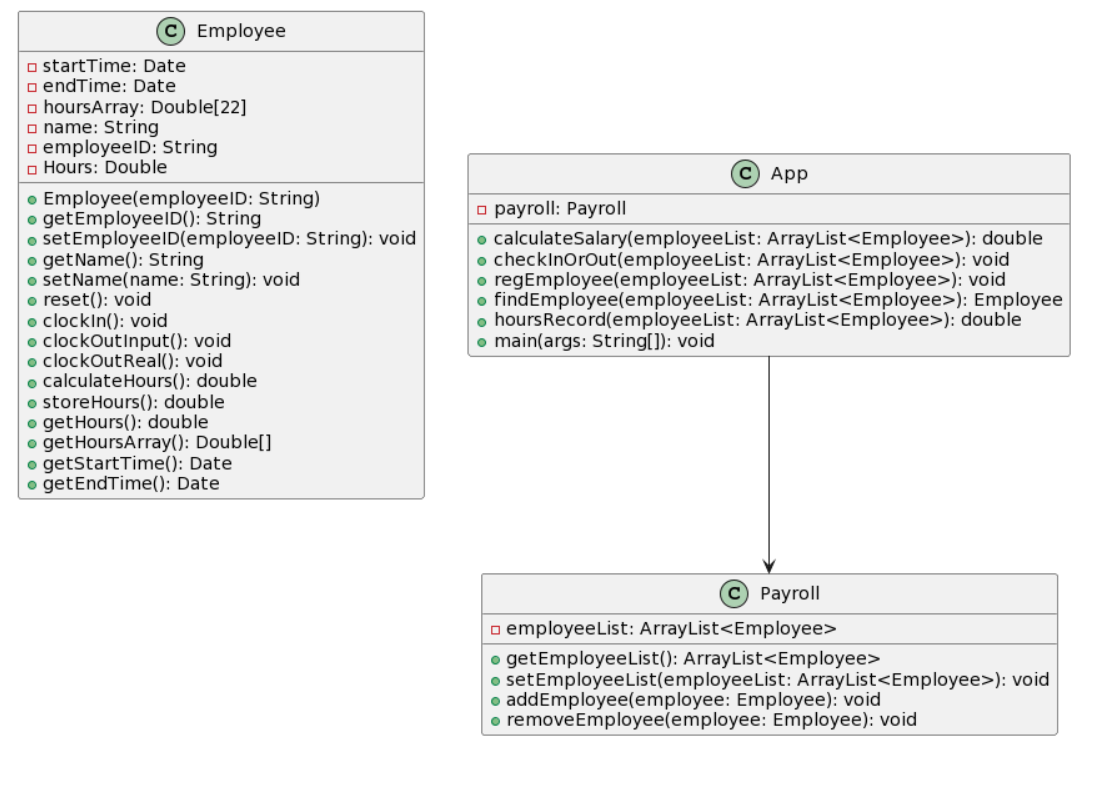 C Employee
startTime: Date
endTime: Date
hoursArray: Double[22]
name: String
employeeID: String
Hours: Double
Employee(employeeID: String)
getEmployeeID(): String
setEmployeeID(employeeID: String): void
getName(): String
setName(name: String): void
reset(): void
clockIn(): void
clockOutInput(): void
clockOutReal(): void
calculateHours(): double
storeHours(): double
getHours(): double
getHoursArray(): Double[]
getStartTime(): Date
getEndTime(): Date
C App
payroll: Payroll
calculateSalary(employeeList: ArrayList<Employee>): double
checkInOrOut(employeeList: ArrayList<Employee>): void
regEmployee(employeeList: ArrayList<Employee>): void
findEmployee(employeeList: ArrayList<Employee>): Employee
hoursRecord(employeeList: ArrayList<Employee>): double
main(args: String[]): void
C Payroll
employeeList: ArrayList<Employee>
getEmployeeList(): ArrayList<Employee>
setEmployeeList(employeeList: ArrayList<Employee>): void
addEmployee(employee: Employee): void
removeEmployee(employee: Employee): void